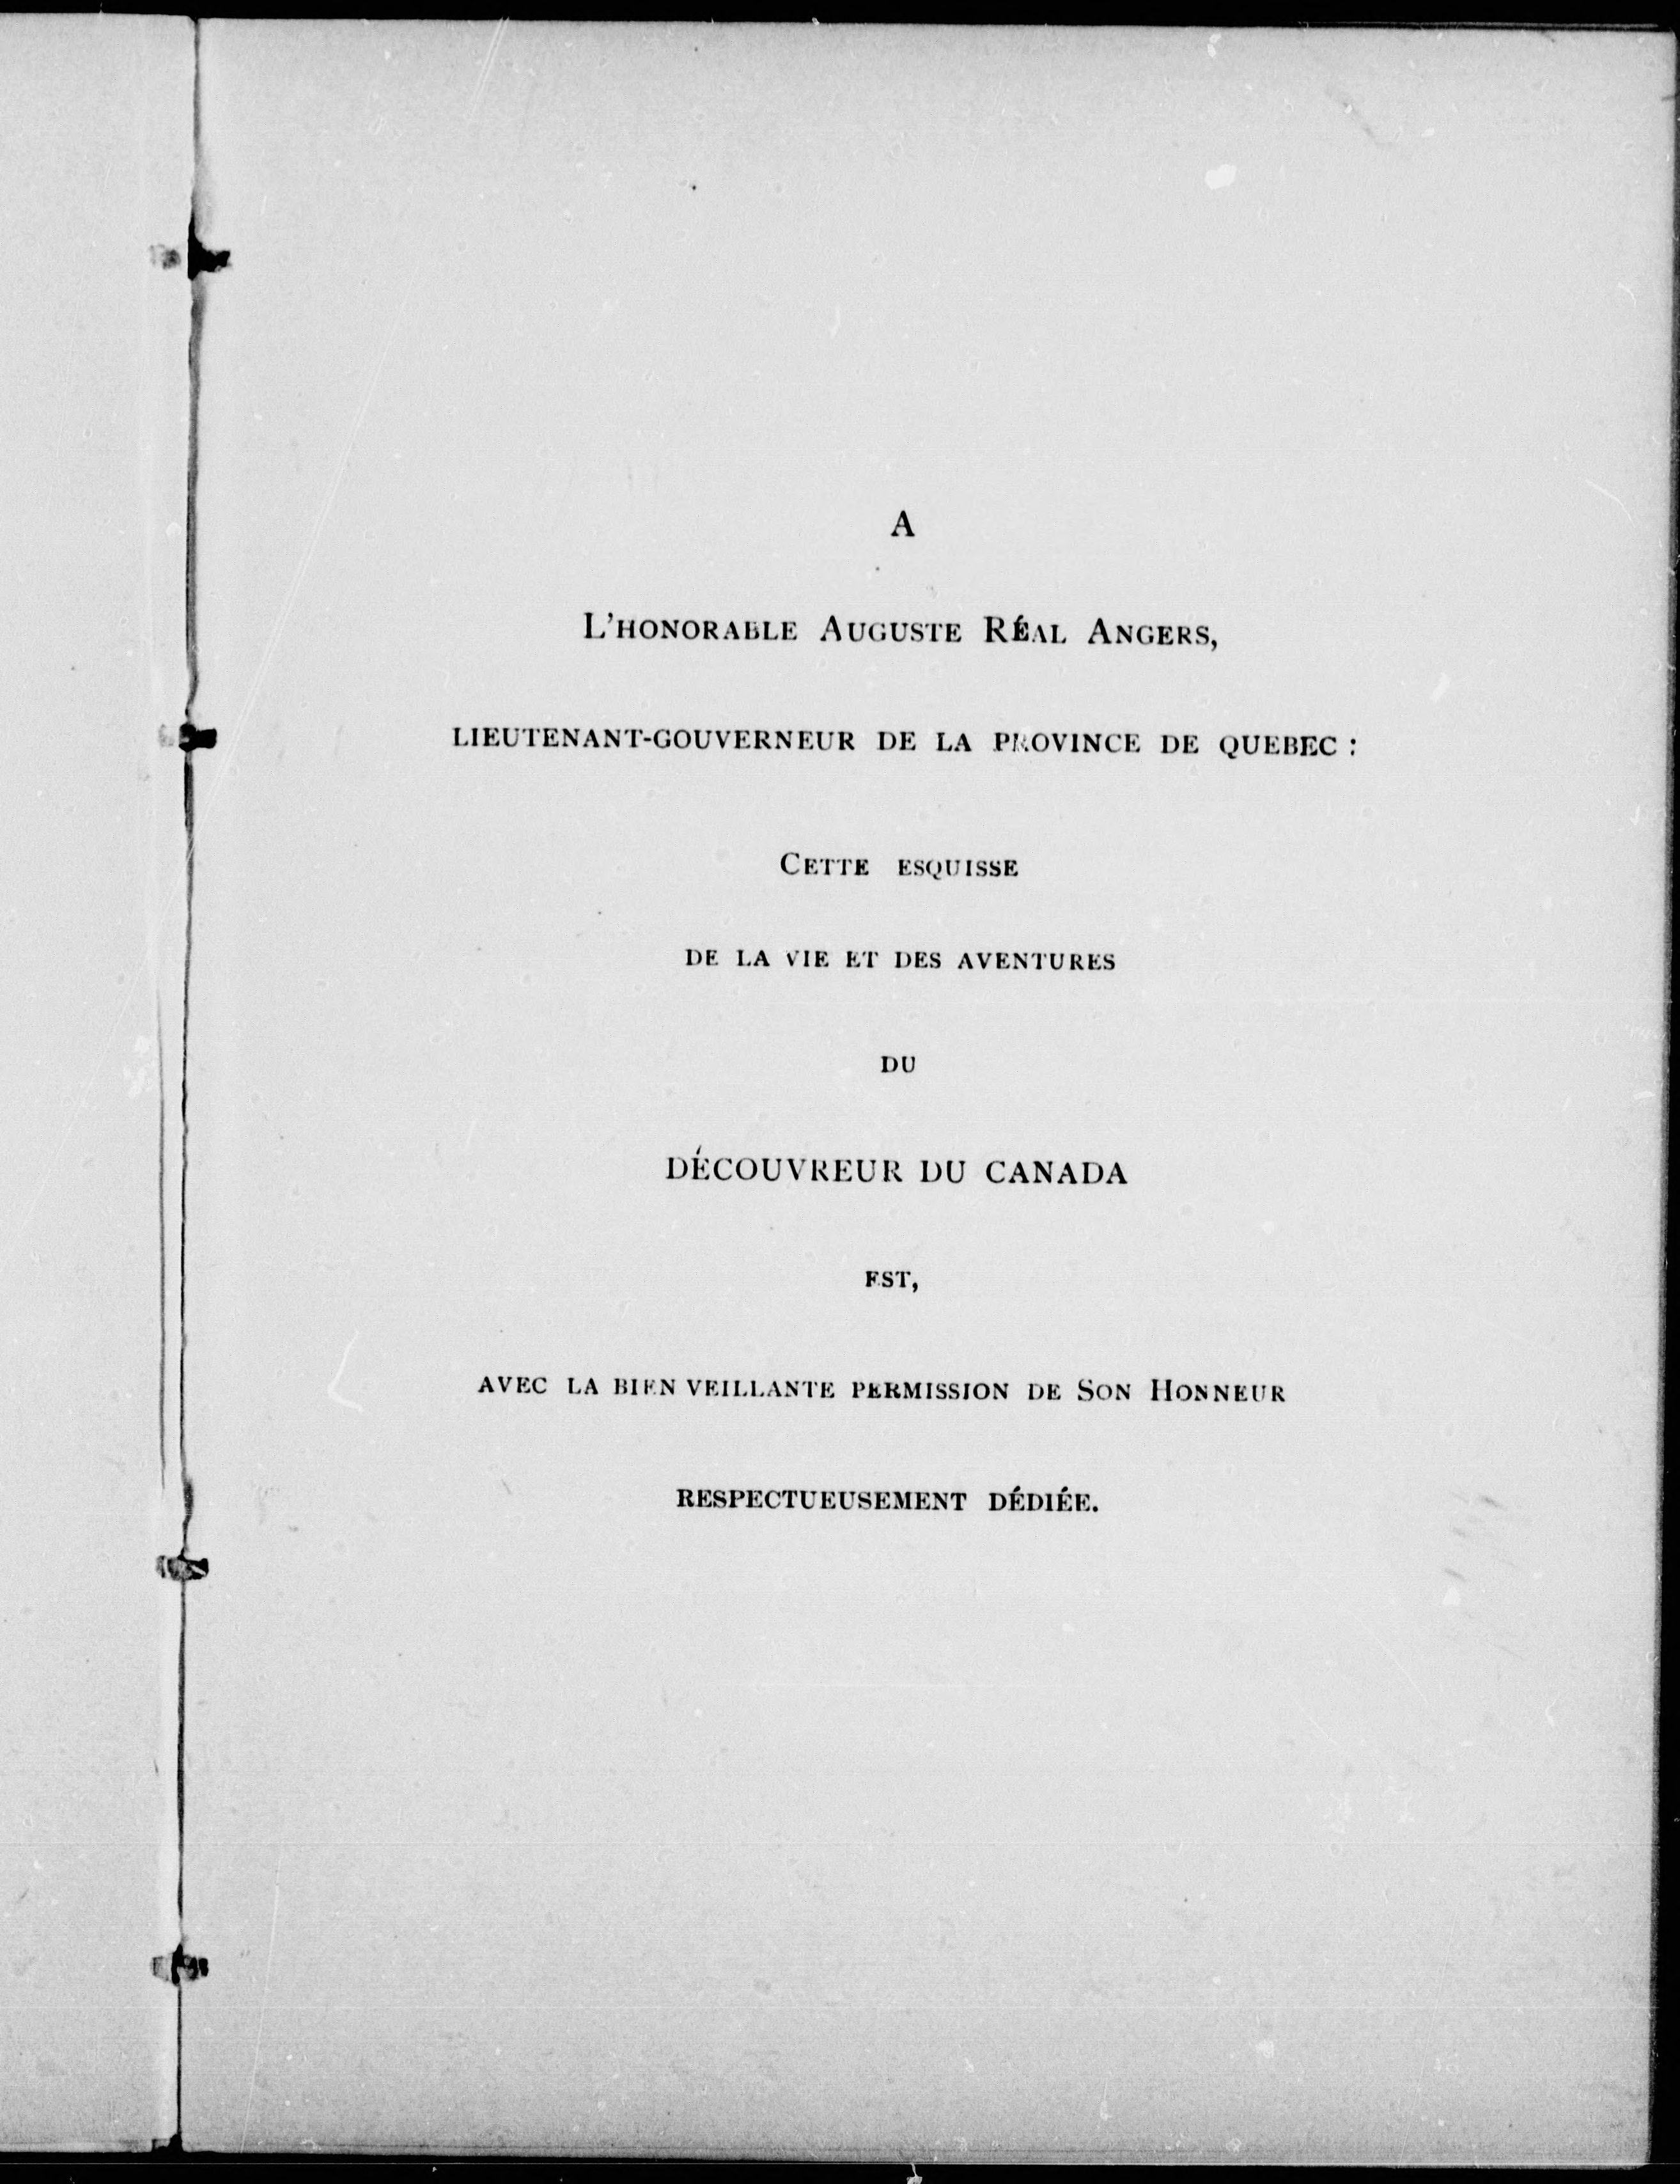 A
L'HONORABLE AUGUSTE RÉAL ANGERS,
LIEUTENANT-GOUVERNEUR DE LA PROVINCE DE QUEBEC :
CETTE ESQUISSE
DE LA VIE ET DES AVENTURES
DU
DÉCOUVREUR DU CANADA
EST,
AVEC LA BIENVEILLANTE PERMISSION DE SON HONNEUR
RESPECTUEUSEMENT DÉDIÉE.